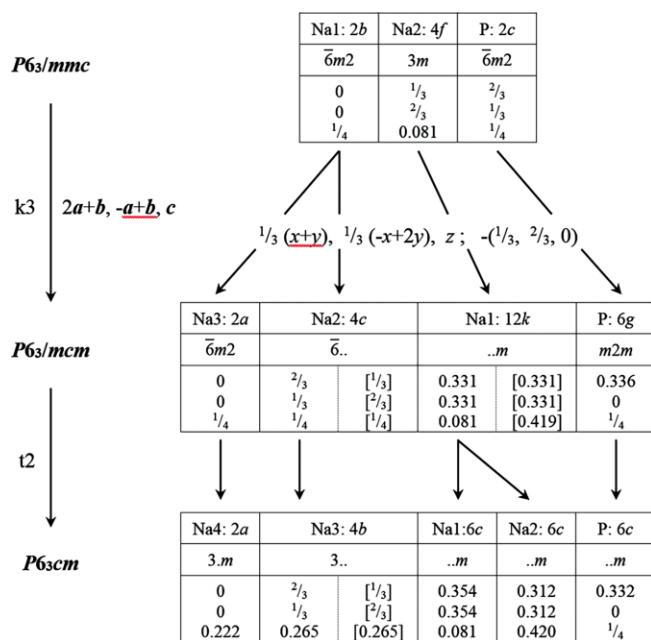 Na1: 2b Na2: 4f P: 2c
6̅m2 3m 6̅m2
P6₃/mmc
0 ¹/₃ ²/₃
0 ²/₃ ¹/₃
¹/₄ 0.081 ¹/₄
k3 2a+b, -a+b, c
¹/₃ (x+y), ¹/₃ (-x+2y), z ; -(¹/₃, ²/₃, 0)
Na3: 2a Na2: 4c Na1: 12k P: 6g
P6₃/mcm
6̅m2 6̅.. ..m m2m
0 ²/₃ [¹/₃] 0.331 [0.331] 0.336
0 ¹/₃ [²/₃] 0.331 [0.331] 0
¹/₄ ¹/₄ [¹/₄] 0.081 [0.419] ¹/₄
t2
Na4: 2a Na3: 4b Na1:6c Na2: 6c P: 6c
P6₃cm
3.m 3.. ..m ..m ..m
0 ²/₃ [¹/₃] 0.354 0.312 0.332
0 ¹/₃ [²/₃] 0.354 0.312 0
0.222 0.265 [0.265] 0.081 0.420 ¹/₄